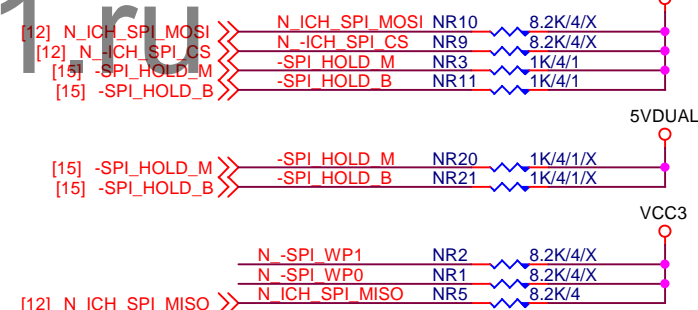 [12] N_ICH_SPI_MOSI N_ICH_SPI_MOSI NR10 8.2K/4/X
[12] N_-ICH_SPI_CS N_-ICH_SPI_CS NR9 8.2K/4/X
[15] -SPI_HOLD_M -SPI_HOLD_M NR3 1K/4/1
[15] -SPI_HOLD_B -SPI_HOLD_B NR11 1K/4/1
1.ru
5VDUAL
[15] -SPI_HOLD_M -SPI_HOLD_M NR20 1K/4/1/X
[15] -SPI_HOLD_B -SPI_HOLD_B NR21 1K/4/1/X
VCC3
N_-SPI_WP1 NR2 8.2K/4/X
N_-SPI_WP0 NR1 8.2K/4/X
[12] N_ICH_SPI_MISO N_ICH_SPI_MISO NR5 8.2K/4